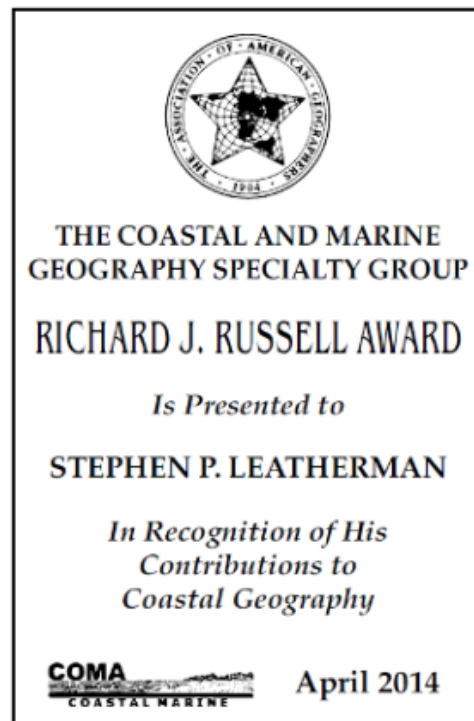 THE ASSOCIATION OF AMERICAN GEOGRAPHERS
1904
THE COASTAL AND MARINE
GEOGRAPHY SPECIALTY GROUP
RICHARD J. RUSSELL AWARD
Is Presented to
STEPHEN P. LEATHERMAN
In Recognition of His
Contributions to
Coastal Geography
COMA
COASTAL MARINE
April 2014